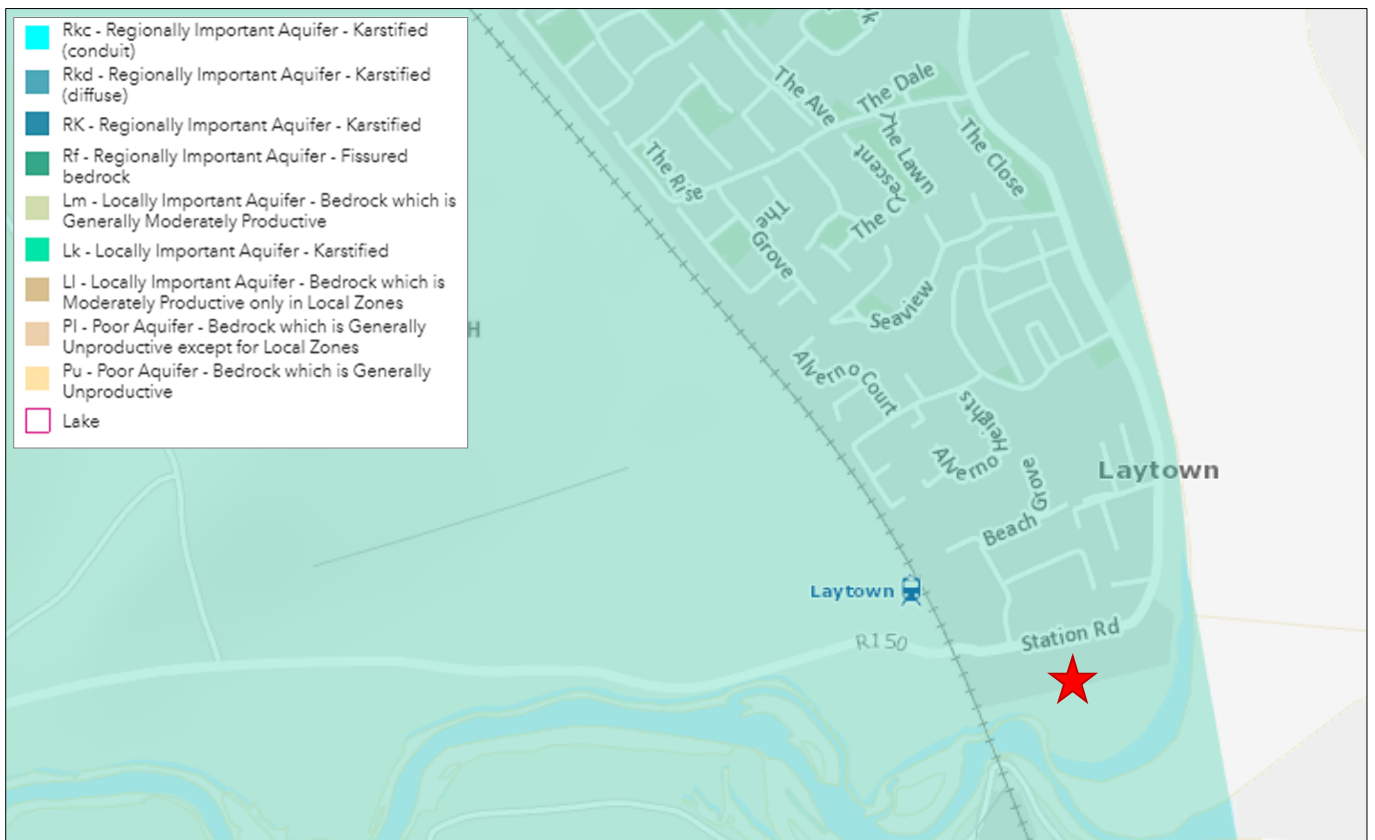 Rkc - Regionally Important Aquifer - Karstified
(conduit)
Rkd - Regionally Important Aquifer - Karstified
(diffuse)
RK - Regionally Important Aquifer - Karstified
Rf - Regionally Important Aquifer - Fissured
bedrock
Lm - Locally Important Aquifer - Bedrock which is
Generally Moderately Productive
Lk - Locally Important Aquifer - Karstified
Ll - Locally Important Aquifer - Bedrock which is
Moderately Productive only in Local Zones
Pl - Poor Aquifer - Bedrock which is Generally
Unproductive except for Local Zones
Pu - Poor Aquifer - Bedrock which is Generally
Unproductive
Lake
H
rk
The Ave
The Dale
The Lawn
The Close
The Rise
The Crescent
The Grove
Seaview
Alverno Court
Alverno Heights
Laytown
Beach Grove
Laytown
R150
Station Rd